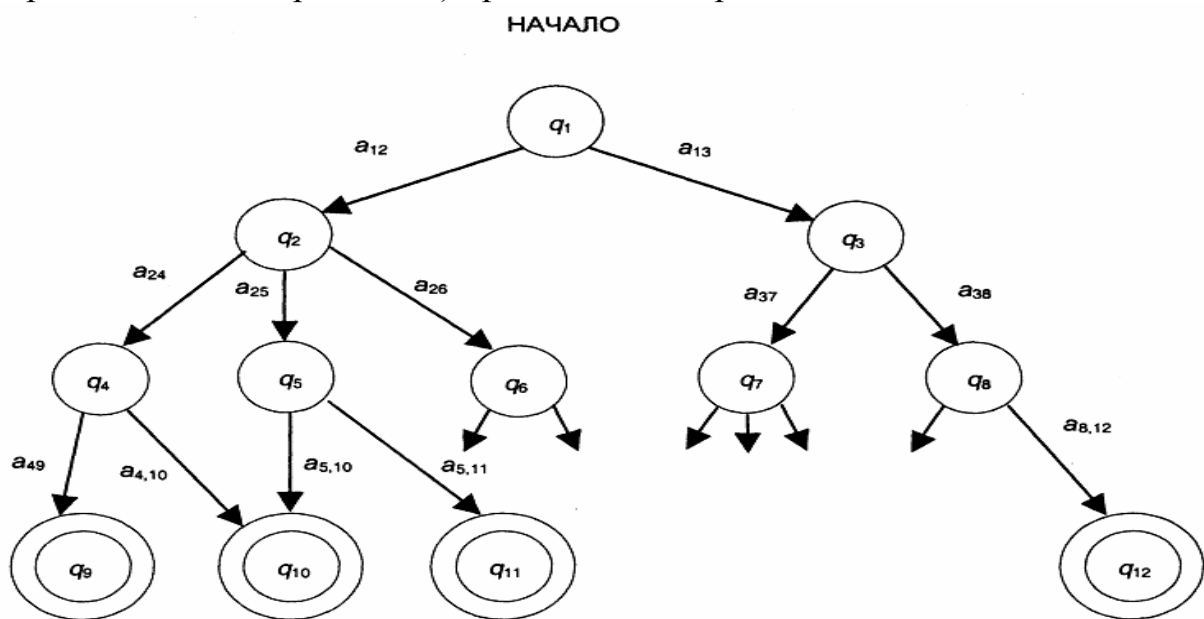 НАЧАЛО
q₁
a₁₂ a₁₃
q₂ q₃
a₂₄ a₂₅ a₂₆ a₃₇ a₃₈
q₄ q₅ q₆ q₇ q₈
a₄₉ a₄,₁₀ a₅,₁₀ a₅,₁₁ a₈,₁₂
q₉ q₁₀ q₁₁ q₁₂